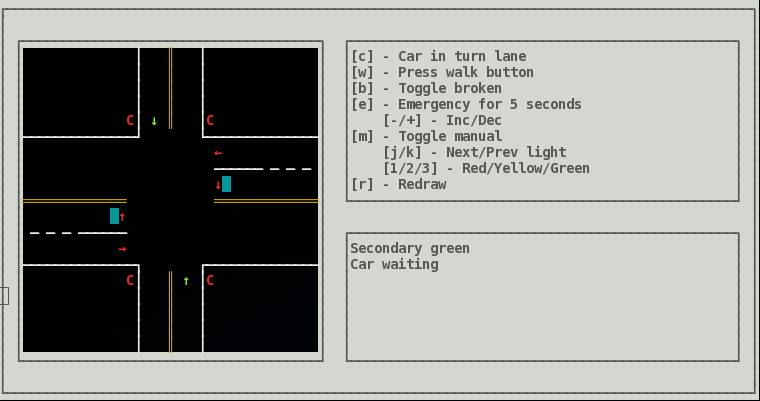 C ↓ C
←
↓
↑
→
C ↑ C
[c] - Car in turn lane
[w] - Press walk button
[b] - Toggle broken
[e] - Emergency for 5 seconds
[-/+] - Inc/Dec
[m] - Toggle manual
[j/k] - Next/Prev light
[1/2/3] - Red/Yellow/Green
[r] - Redraw
Secondary green
Car waiting